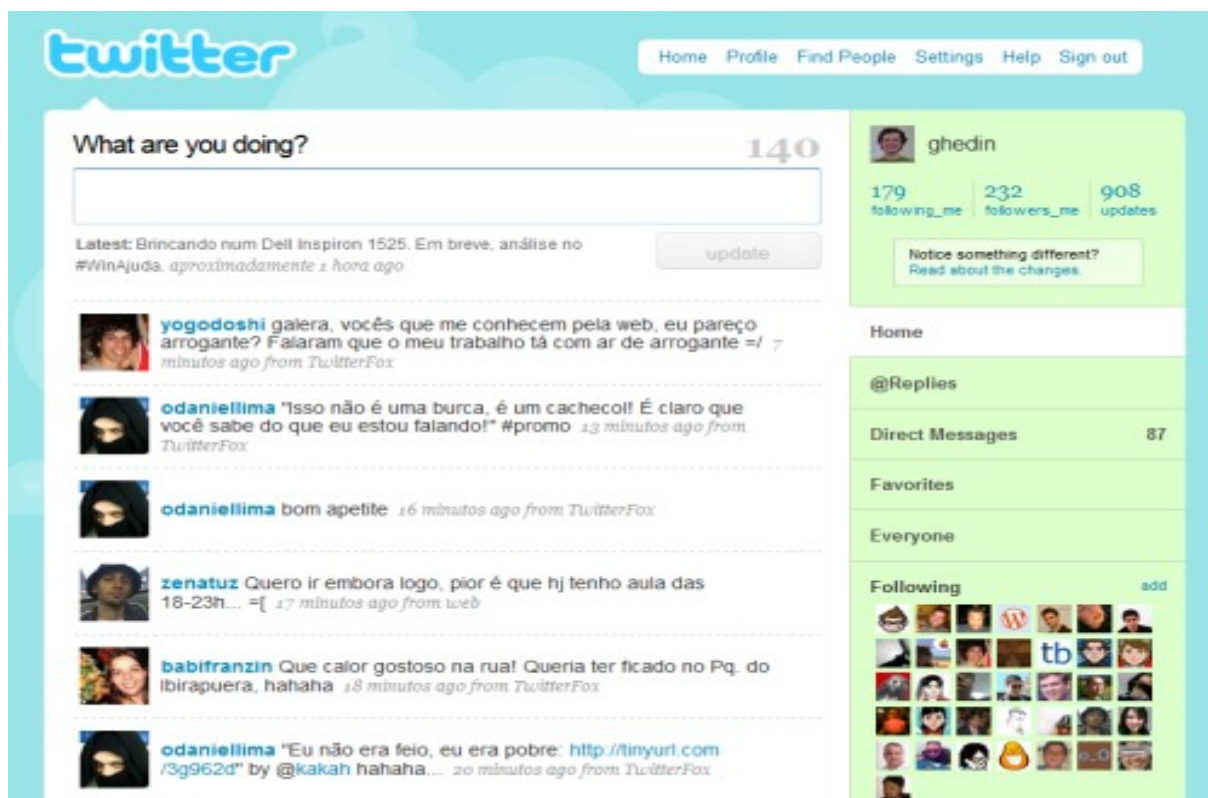 twitter
Home Profile Find People Settings Help Sign out
What are you doing?
140
Latest: Brincando num Dell Inspiron 1525. Em breve, análise no
#WinAjuda. aproximadamente 1 hora ago
update
yogodoshi galera, vocês que me conhecem pela web, eu pareço
arrogante? Falaram que o meu trabalho tá com ar de arrogante =/ 7
minutos ago from TwitterFox
odaniellima "Isso não é uma burca, é um cachecol! É claro que
você sabe do que eu estou falando!" #promo 13 minutos ago from
TwitterFox
odaniellima bom apetite 16 minutos ago from TwitterFox
zenatuz Quero ir embora logo, pior é que hj tenho aula das
18-23h... =[ 17 minutos ago from web
babifranzin Que calor gostoso na rua! Queria ter ficado no Pq. do
Ibirapuera, hahaha 18 minutos ago from TwitterFox
odaniellima "Eu não era feio, eu era pobre: http://tinyurl.com
/3g962d" by @kakah hahaha... 20 minutos ago from TwitterFox
ghedin
179 232 908
following_me followers_me updates
Notice something different?
Read about the changes.
Home
@Replies
Direct Messages 87
Favorites
Everyone
Following add
tb
o_O